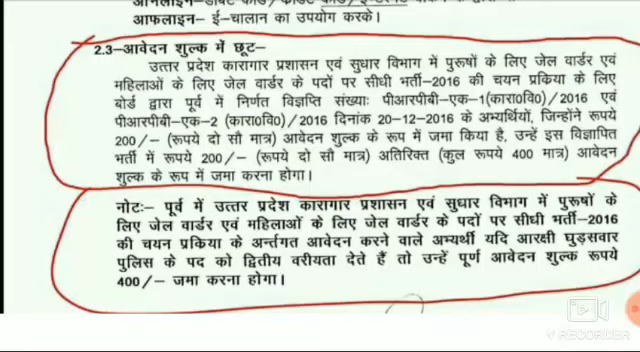 आफलाइन– ई–चालान का उपयोग करके।
2.3–आवेदन शुल्क में छूट–
उत्तर प्रदेश कारागार प्रशासन एवं सुधार विभाग में पुरुषों के लिए जेल वार्डर एवं
महिलाओं के लिए जेल वार्डर के पदों पर सीधी भर्ती–2016 की चयन प्रकिया के लिए
बोर्ड द्वारा पूर्व में निर्णत विज्ञप्ति संख्याः पीआरपीबी–एक–1(कारा0वि0)/2016 एवं
पीआरपीबी–एक–2 (कारा0वि0)/2016 दिनांक 20–12–2016 के अभ्यर्थियों, जिन्होंने रूपये
200/– (रूपये दो सौ मात्र) आवेदन शुल्क के रूप में जमा किया है, उन्हें इस विज्ञापित
भर्ती में रूपये 200/– (रूपये दो सौ मात्र) अतिरिक्त (कुल रूपये 400 मात्र) आवेदन
शुल्क के रूप में जमा करना होगा।
नोटः– पूर्व में उत्तर प्रदेश कारागार प्रशासन एवं सुधार विभाग में पुरूषों के
लिए जेल वार्डर एवं महिलाओं के लिए जेल वार्डर के पदों पर सीधी भर्ती–2016
की चयन प्रकिया के अर्न्तगत आवेदन करने वाले अभ्यर्थी यदि आरक्षी घुड़सवार
पुलिस के पद को द्वितीय वरीयता देते हैं तो उन्हें पूर्ण आवेदन शुल्क रूपये
400/– जमा करना होगा।
RECORDER